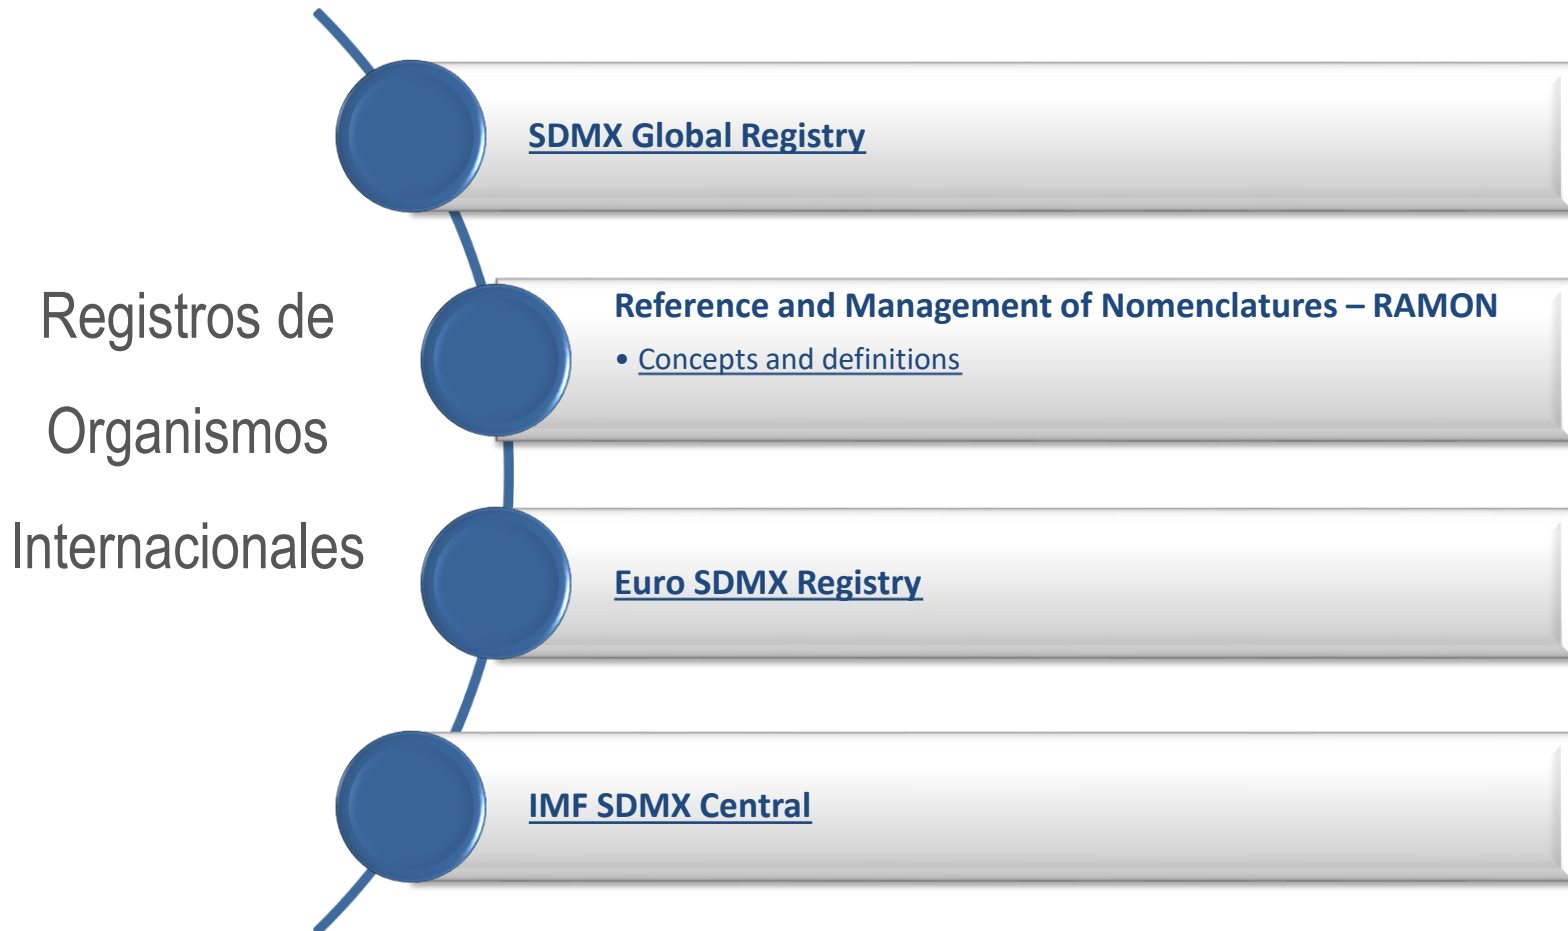 Registros de
Organismos
Internacionales
SDMX Global Registry
Reference and Management of Nomenclatures – RAMON
• Concepts and definitions
Euro SDMX Registry
IMF SDMX Central